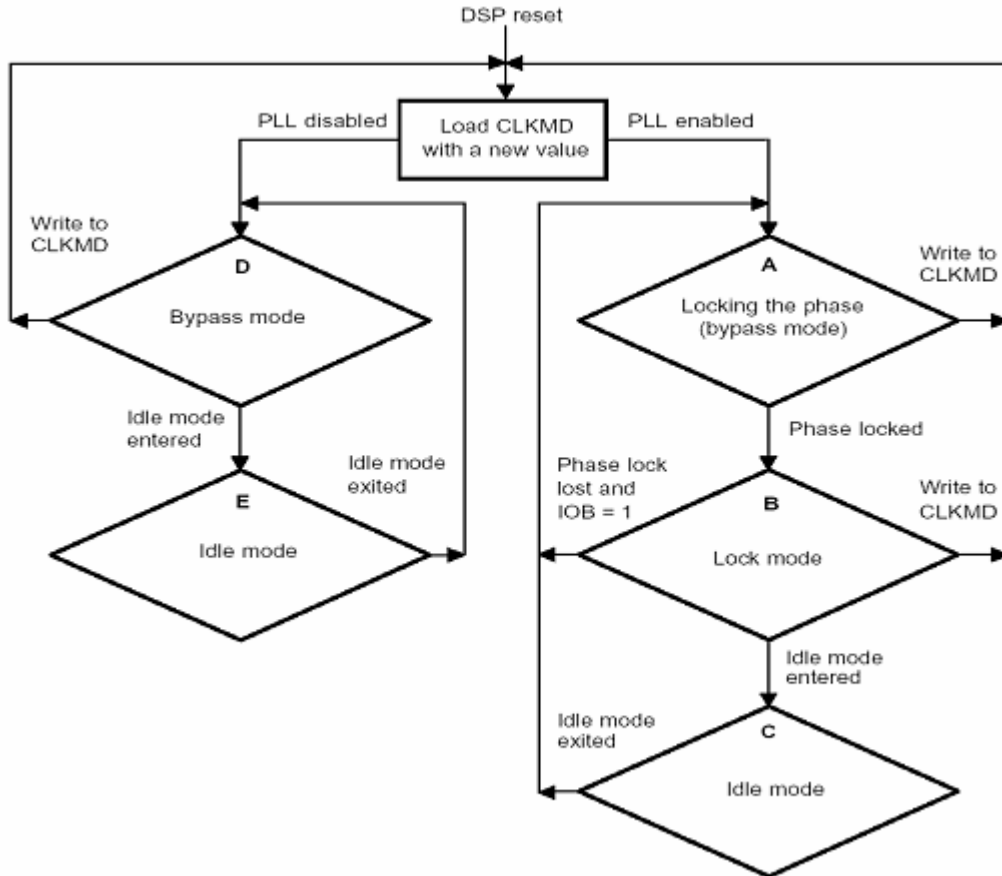 DSP reset
PLL disabled
Load CLKMD
with a new value
PLL enabled
Write to
CLKMD
D
Bypass mode
A
Locking the phase
(bypass mode)
Write to
CLKMD
Idle mode
entered
Idle mode
exited
Phase locked
Phase lock
lost and
IOB = 1
Write to
CLKMD
E
Idle mode
B
Lock mode
Idle mode
entered
Idle mode
exited
C
Idle mode